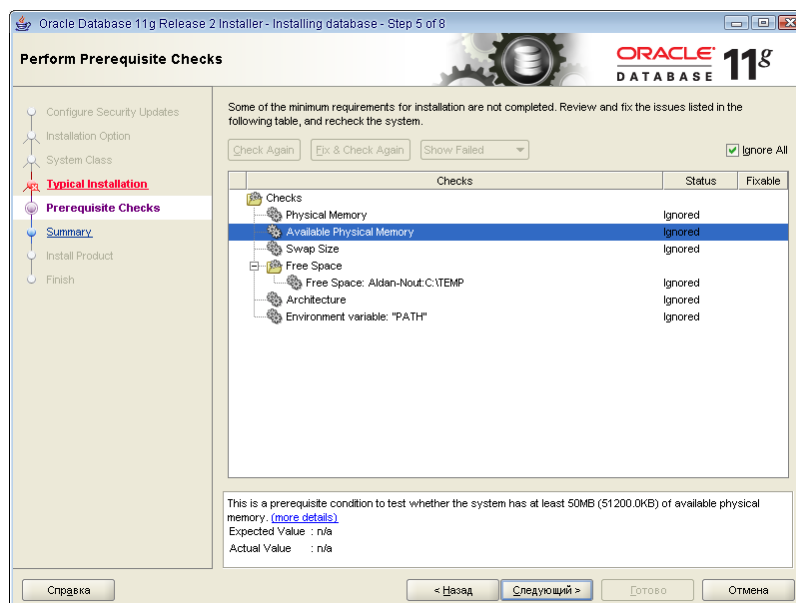 Oracle Database 11g Release 2 Installer - Installing database - Step 5 of 8
Perform Prerequisite Checks
ORACLE
DATABASE
11g
Configure Security Updates
Installation Option
System Class
Typical Installation
Prerequisite Checks
Summary
Install Product
Finish
Some of the minimum requirements for installation are not completed. Review and fix the issues listed in the
following table, and recheck the system.
Check Again
Fix & Check Again
Show Failed
Ignore All
Checks Status Fixable
Checks
Physical Memory Ignored
Available Physical Memory Ignored
Swap Size Ignored
Free Space
Free Space: Aldan-Nout:C:\TEMP Ignored
Architecture Ignored
Environment variable: "PATH" Ignored
This is a prerequisite condition to test whether the system has at least 50MB (51200.0KB) of available physical
memory. (more details)
Expected Value : n/a
Actual Value : n/a
Справка
< Назад
Следующий >
Готово
Отмена